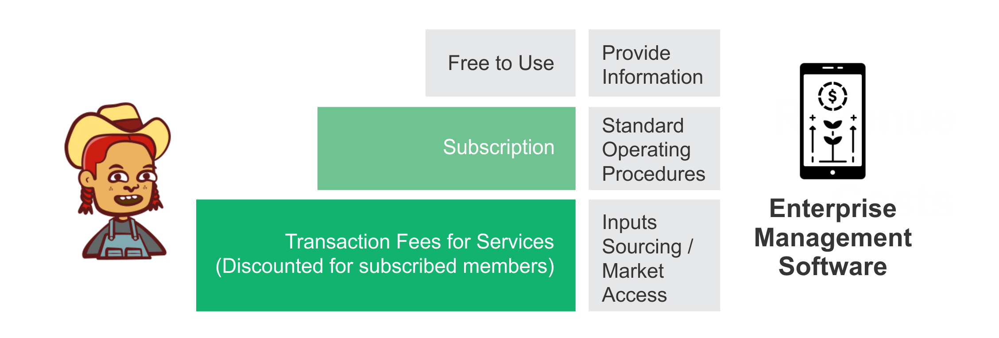 Free to Use
Provide
Information
Subscription
Standard
Operating
Procedures
Transaction Fees for Services
(Discounted for subscribed members)
Inputs
Sourcing /
Market
Access
$
Enterprise
Management
Software